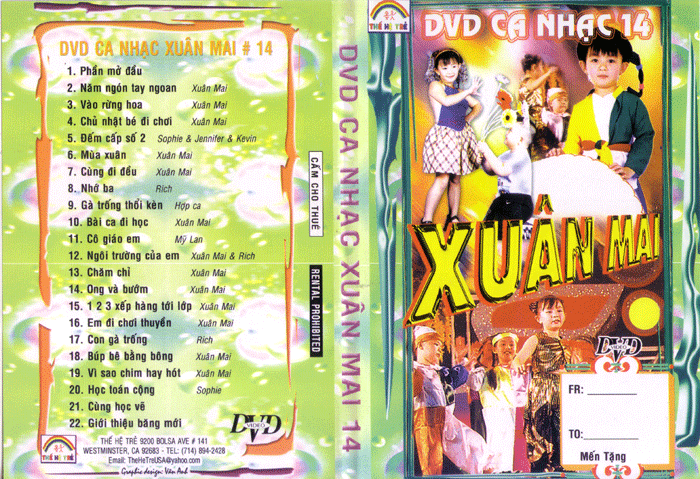 THẾ HỆ TRẺ
DVD CA NHẠC XUÂN MAI # 14
1. Phần mở đầu
2. Năm ngón tay ngoan Xuân Mai
3. Vào rừng hoa Xuân Mai
4. Chủ nhật bé đi chơi Xuân Mai
5. Đếm cấp số 2 Sophie & Jennifer & Kevin
6. Mùa xuân Xuân Mai
7. Cùng đi đều Xuân Mai
8. Nhớ ba Rich
9. Gà trống thổi kèn Hợp ca
10. Bài ca đi học Xuân Mai
11. Cô giáo em Mỹ Lan
12. Ngôi trường của em Xuân Mai & Rich
13. Chăm chỉ Xuân Mai
14. Ong và bướm Xuân Mai
15. 1 2 3 xếp hàng tới lớp Xuân Mai
16. Em đi chơi thuyền Xuân Mai
17. Con gà trống Rich
18. Búp bê bằng bông Xuân Mai
19. Vì sao chim hay hót Xuân Mai
20. Học toán cộng Sophie
21. Cùng học vẽ
22. Giới thiệu băng mới
DVD
VIDEO
THẾ HỆ TRẺ
THẾ HỆ TRẺ 9200 BOLSA AVE # 141
WESTMINSTER, CA 92683 - TEL: (714) 894-2428
Email: TheHeTreUSA@yahoo.com
Graphic design: Vân Anh
CẤM CHO THUÊ
RENTAL PROHIBITED
DVD CA NHẠC XUÂN MAI 14
THẾ HỆ TRẺ
DVD CA NHẠC 14
XUÂN MAI
DVD
VIDEO
FR: _______
TO:_________
Mến Tặng